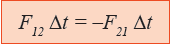 F₁₂ Δt = –F₂₁ Δt